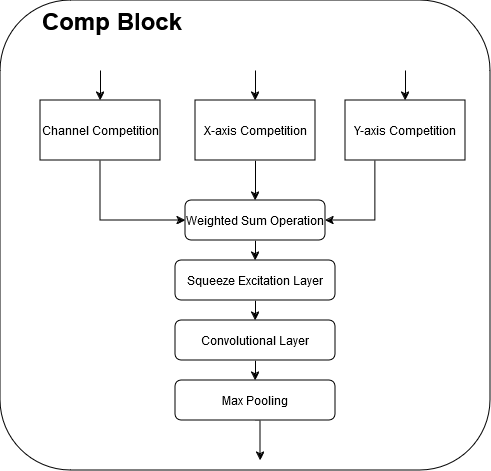 Comp Block
Channel Competition
X-axis Competition
Y-axis Competition
Weighted Sum Operation
Squeeze Excitation Layer
Convolutional Layer
Max Pooling